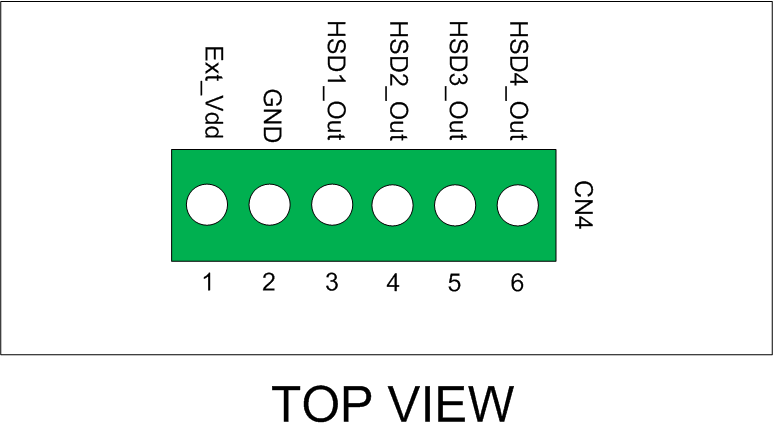 Ext_Vdd
GND
HSD1_Out
HSD2_Out
HSD3_Out
HSD4_Out
CN4
1 2 3 4 5 6
TOP VIEW